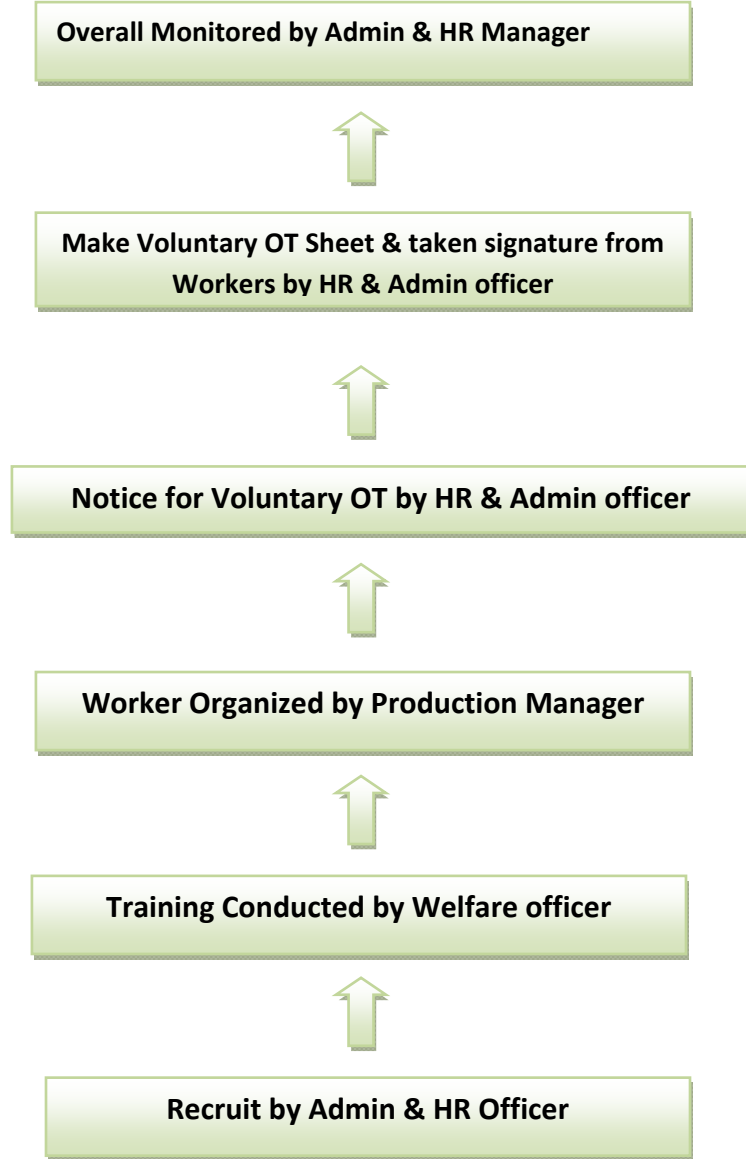 Overall Monitored by Admin & HR Manager
Make Voluntary OT Sheet & taken signature from
Workers by HR & Admin officer
Notice for Voluntary OT by HR & Admin officer
Worker Organized by Production Manager
Training Conducted by Welfare officer
Recruit by Admin & HR Officer